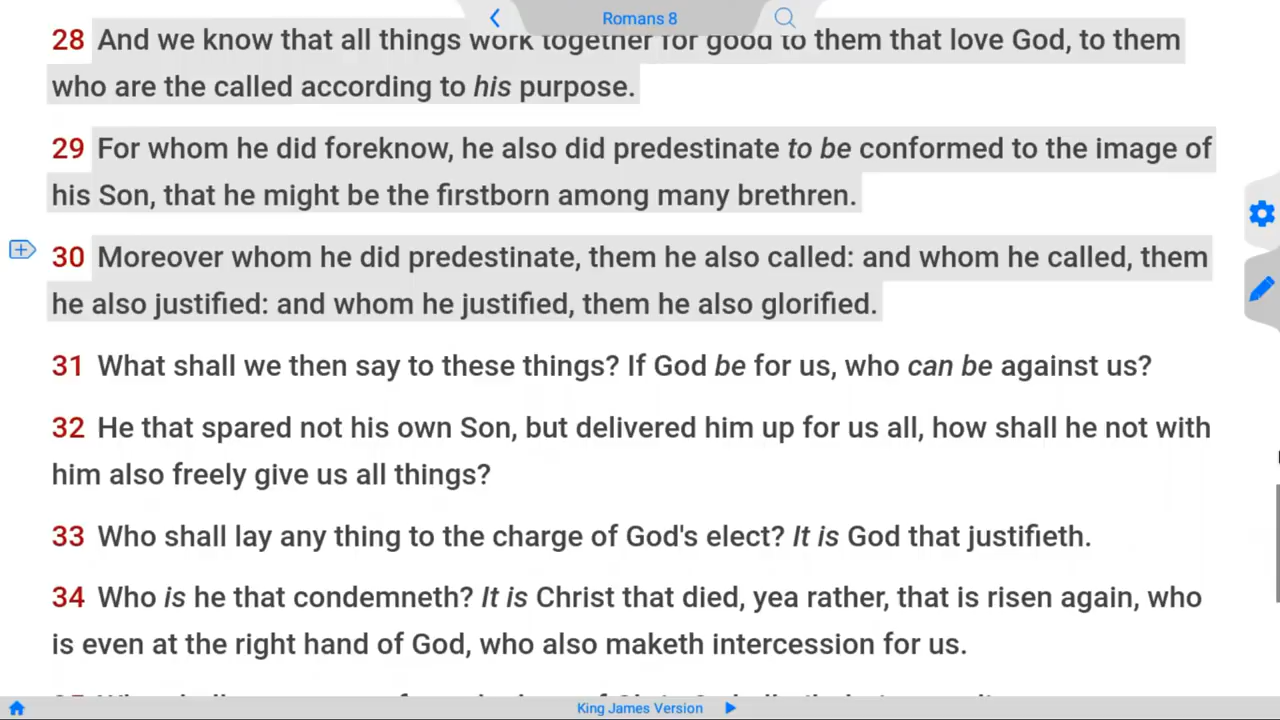 Romans 8
28 And we know that all things work together for good to them that love God, to them
who are the called according to his purpose.
29 For whom he did foreknow, he also did predestinate to be conformed to the image of
his Son, that he might be the firstborn among many brethren.
30 Moreover whom he did predestinate, them he also called: and whom he called, them
he also justified: and whom he justified, them he also glorified.
31 What shall we then say to these things? If God be for us, who can be against us?
32 He that spared not his own Son, but delivered him up for us all, how shall he not with
him also freely give us all things?
33 Who shall lay any thing to the charge of God's elect? It is God that justifieth.
34 Who is he that condemneth? It is Christ that died, yea rather, that is risen again, who
is even at the right hand of God, who also maketh intercession for us.
King James Version